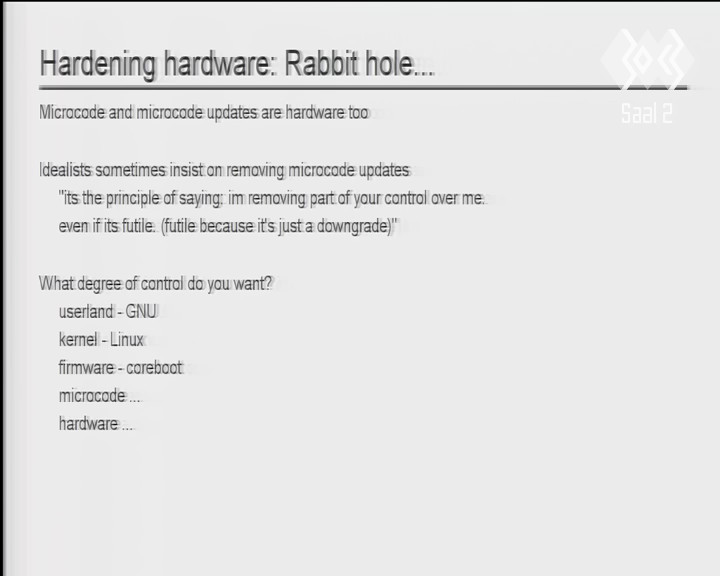 Hardening hardware: Rabbit hole...
Saal 2
Microcode and microcode updates are hardware too
Idealists sometimes insist on removing microcode updates
"its the principle of saying: im removing part of your control over me.
even if its futile. (futile because it's just a downgrade)"
What degree of control do you want?
userland - GNU
kernel - Linux
firmware - coreboot
microcode ...
hardware ...